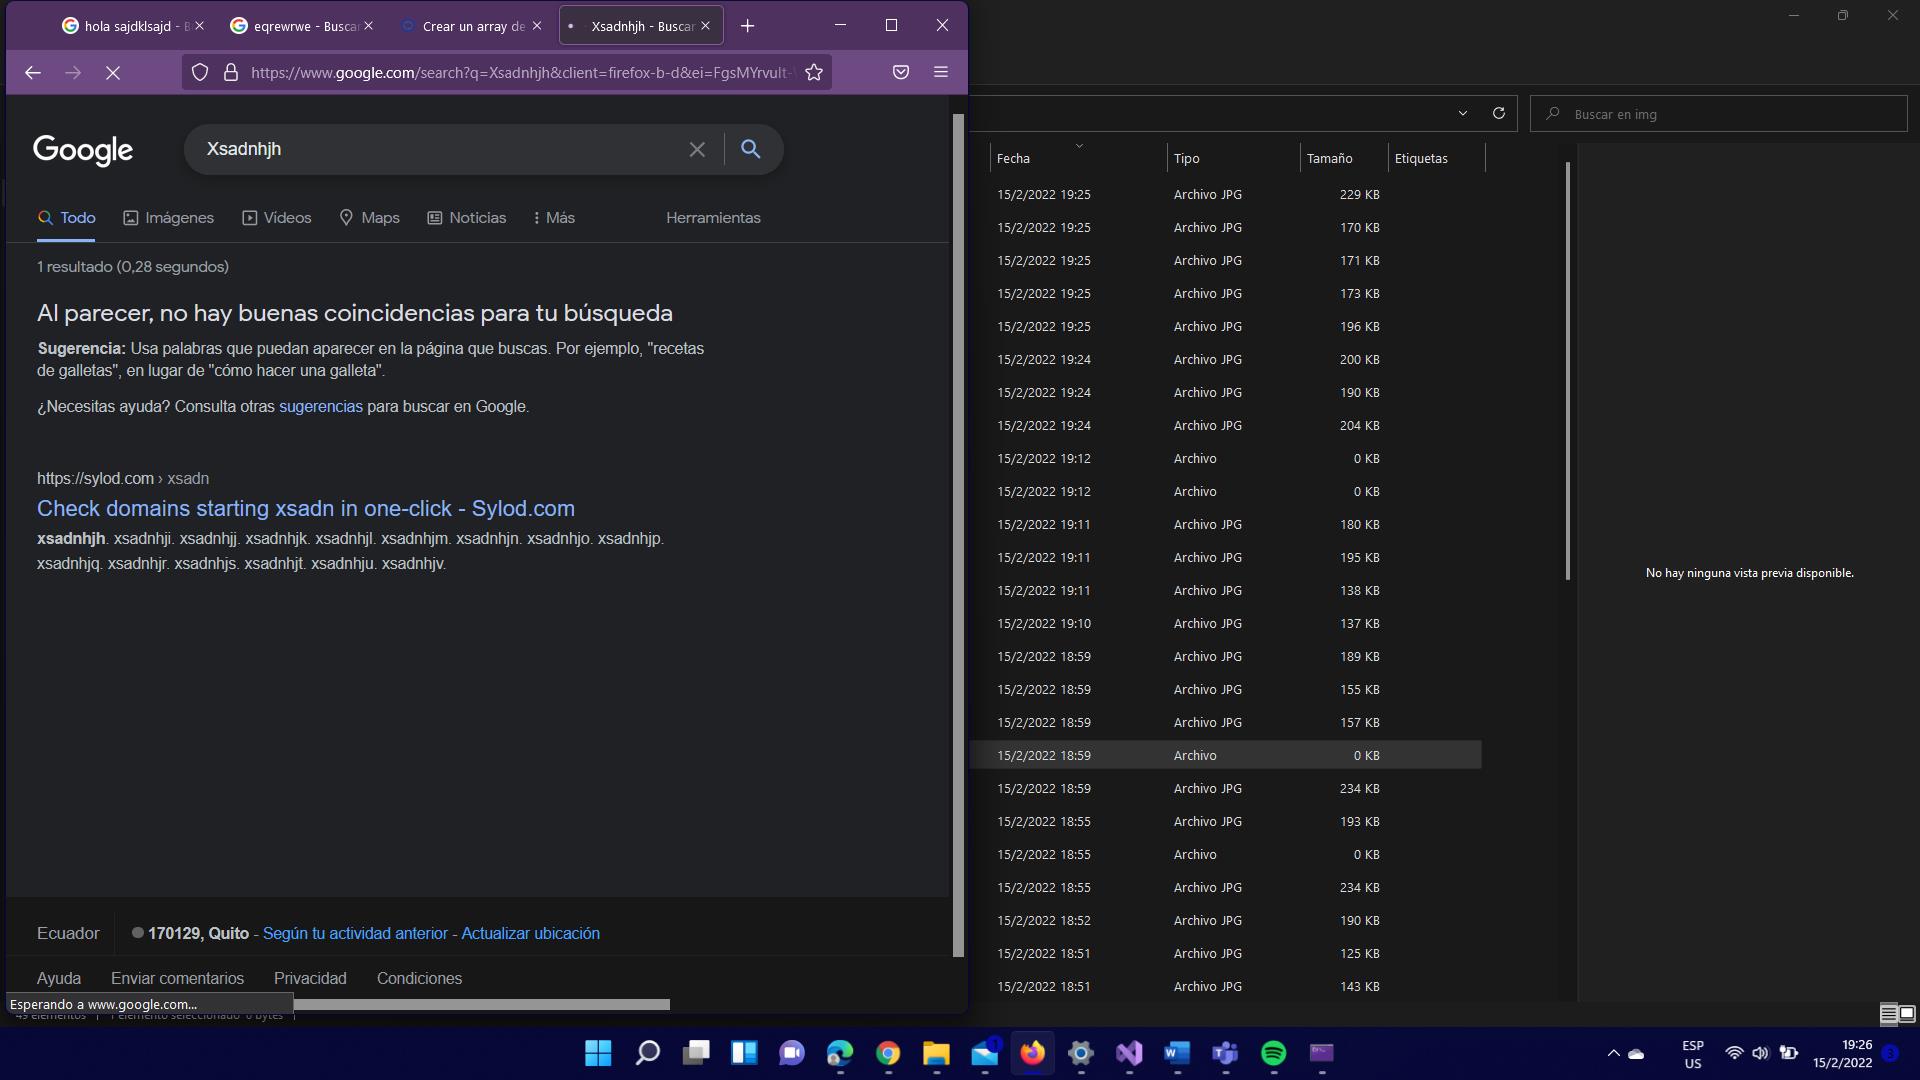 hola sajdklsajd - B
eqrewrwe - Buscar
Crear un array de
Xsadnhjh - Buscar
https://www.google.com/search?q=Xsadnhjh&client=firefox-b-d&ei=FgsMYrvuIt-
Google
Xsadnhjh
Todo
Imágenes
Vídeos
Maps
Noticias
Más
Herramientas
1 resultado (0,28 segundos)
Al parecer, no hay buenas coincidencias para tu búsqueda
Sugerencia: Usa palabras que puedan aparecer en la página que buscas. Por ejemplo, "recetas
de galletas", en lugar de "cómo hacer una galleta".
¿Necesitas ayuda? Consulta otras sugerencias para buscar en Google.
https://sylod.com › xsadn
Check domains starting xsadn in one-click - Sylod.com
xsadnhjh. xsadnhji. xsadnhjj. xsadnhjk. xsadnhjl. xsadnhjm. xsadnhjn. xsadnhjo. xsadnhjp.
xsadnhjq. xsadnhjr. xsadnhjs. xsadnhjt. xsadnhju. xsadnhjv.
Ecuador
170129, Quito - Según tu actividad anterior - Actualizar ubicación
Ayuda Enviar comentarios Privacidad Condiciones
Esperando a www.google.com...
49 elementos 1 elemento seleccionado 0 bytes
Buscar en img
Fecha Tipo Tamaño Etiquetas
15/2/2022 19:25 Archivo JPG 229 KB
15/2/2022 19:25 Archivo JPG 170 KB
15/2/2022 19:25 Archivo JPG 171 KB
15/2/2022 19:25 Archivo JPG 173 KB
15/2/2022 19:25 Archivo JPG 196 KB
15/2/2022 19:24 Archivo JPG 200 KB
15/2/2022 19:24 Archivo JPG 190 KB
15/2/2022 19:24 Archivo JPG 204 KB
15/2/2022 19:12 Archivo 0 KB
15/2/2022 19:12 Archivo 0 KB
15/2/2022 19:11 Archivo JPG 180 KB
15/2/2022 19:11 Archivo JPG 195 KB
15/2/2022 19:11 Archivo JPG 138 KB
15/2/2022 19:10 Archivo JPG 137 KB
15/2/2022 18:59 Archivo JPG 189 KB
15/2/2022 18:59 Archivo JPG 155 KB
15/2/2022 18:59 Archivo JPG 157 KB
15/2/2022 18:59 Archivo 0 KB
15/2/2022 18:59 Archivo JPG 234 KB
15/2/2022 18:55 Archivo JPG 193 KB
15/2/2022 18:55 Archivo 0 KB
15/2/2022 18:55 Archivo JPG 234 KB
15/2/2022 18:52 Archivo JPG 190 KB
15/2/2022 18:51 Archivo JPG 125 KB
15/2/2022 18:51 Archivo JPG 143 KB
No hay ninguna vista previa disponible.
ESP
US
19:26
15/2/2022
3